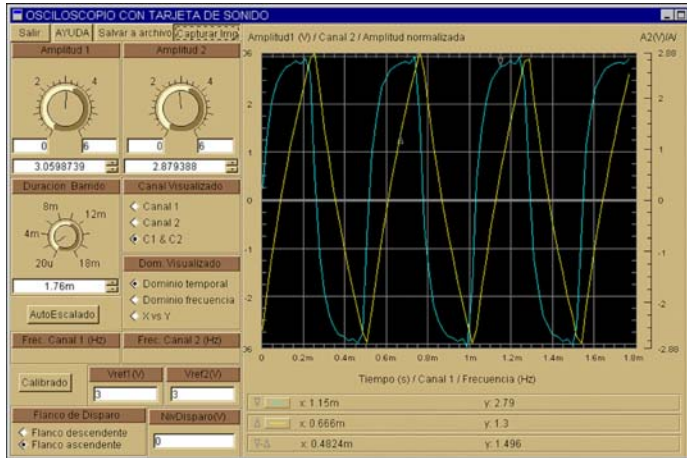 OSCILOSCOPIO CON TARJETA DE SONIDO
Salir AYUDA Salvar a archivo Capturar Img
Amplitud 1 Amplitud 2
2 4 2 4
0 6 0 6
3.0598739 2.879388
Duracion Barrido
8m 12m
4m
20u 18m
1.76m
AutoEscalado
Canal Visualizado
Canal 1
Canal 2
C1 & C2
Dom. Visualizado
Dominio temporal
Dominio frecuencia
X vs Y
Frec. Canal 1 (Hz) Frec. Canal 2 (Hz)
Calibrado
Vref1(V) Vref2(V)
3 3
Flanco de Disparo
Flanco descendente
Flanco ascendente
NivDisparo(V)
0
Amplitud1 (V) / Canal 2 / Amplitud normalizada A2(V)/A/
06 2.88
2 2
1 1
0 0
-1 -1
-2 -2
06 -2.88
0 0.2m 0.4m 0.6m 0.8m 1m 1.2m 1.4m 1.6m 1.8m
Tiempo (s) / Canal 1 / Frecuencia (Hz)
x: 1.15m y: 2.79
x: 0.666m y: 1.3
x: 0.4824m y: 1.496